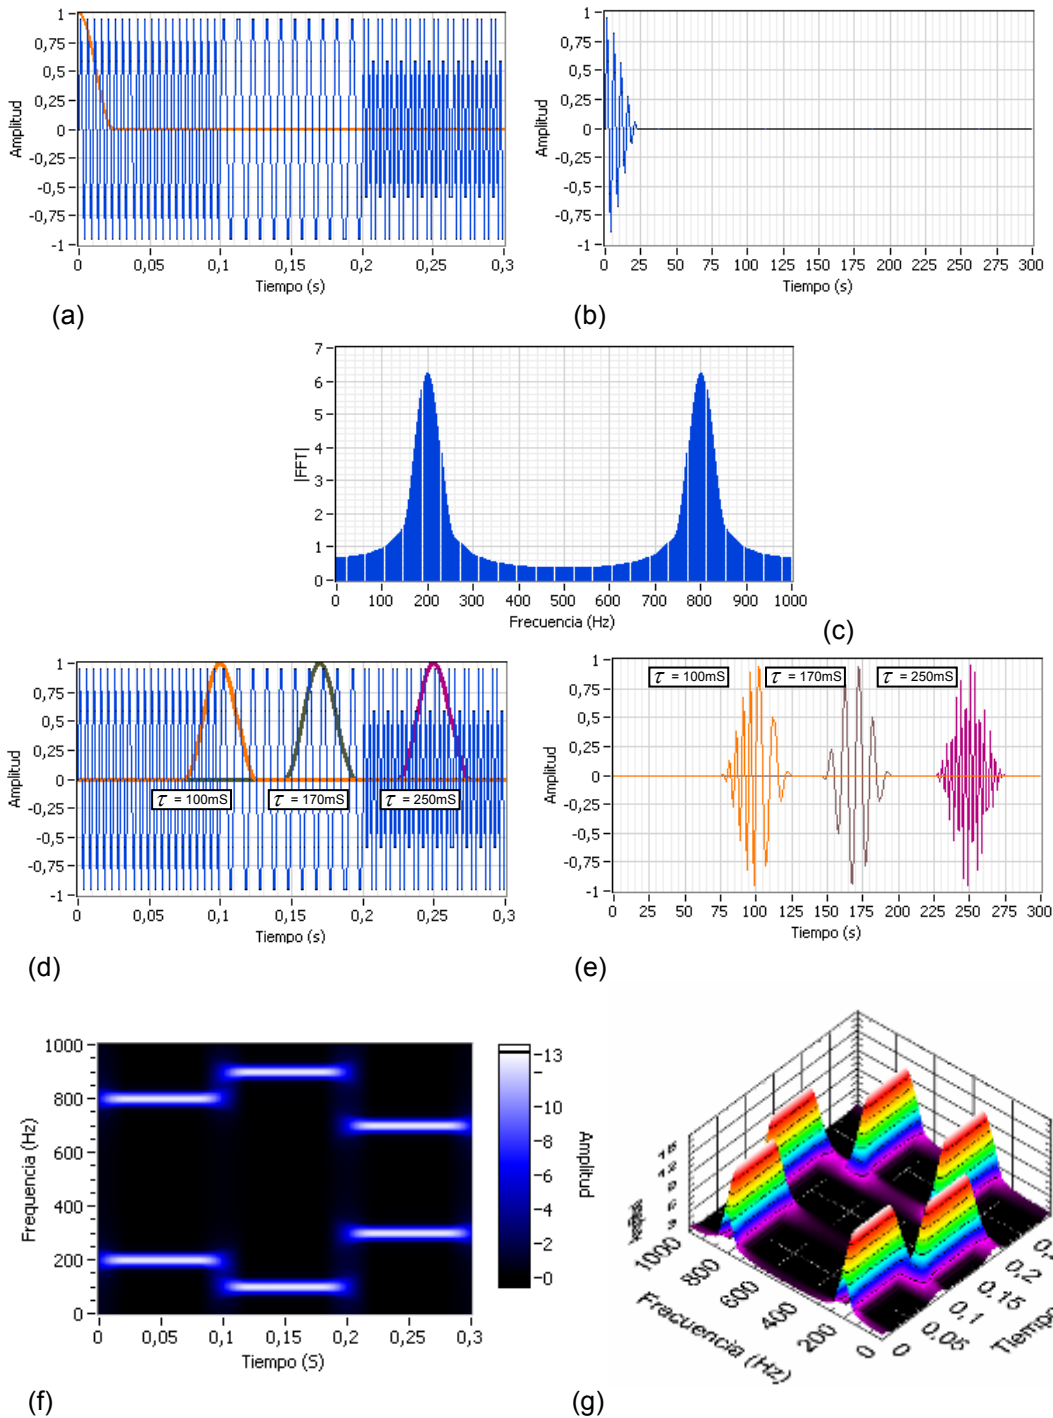 1
0,75
0,5
0,25
0
-0,25
-0,5
-0,75
-1
Amplitud
0 0,05 0,1 0,15 0,2 0,25 0,3
Tiempo (s)
(a)
1
0,75
0,5
0,25
0
-0,25
-0,5
-0,75
-1
Amplitud
0 25 50 75 100 125 150 175 200 225 250 275 300
Tiempo (s)
(b)
7
6
5
4
3
2
1
0
|FFT|
0 100 200 300 400 500 600 700 800 900 1000
Frecuencia (Hz)
(c)
1
0,75
0,5
0,25
0
-0,25
-0,5
-0,75
-1
Amplitud
τ = 100mS τ = 170mS τ = 250mS
0 0,05 0,1 0,15 0,2 0,25 0,3
Tiempo (s)
(d)
τ = 100mS τ = 170mS τ = 250mS
1
0,75
0,5
0,25
0
-0,25
-0,5
-0,75
-1
Amplitud
0 25 50 75 100 125 150 175 200 225 250 275 300
Tiempo (s)
(e)
1000
800
600
400
200
0
Frequencia (Hz)
0 0,05 0,1 0,15 0,2 0,25 0,3
Tiempo (S)
-13
-10
-8
-6
-4
-2
-0
Amplitud
(f)
1000 800 600 400 200 0
Fracuencia (Hz)
0 0,05 0,1 0,15 0,2
Tiempo
(g)